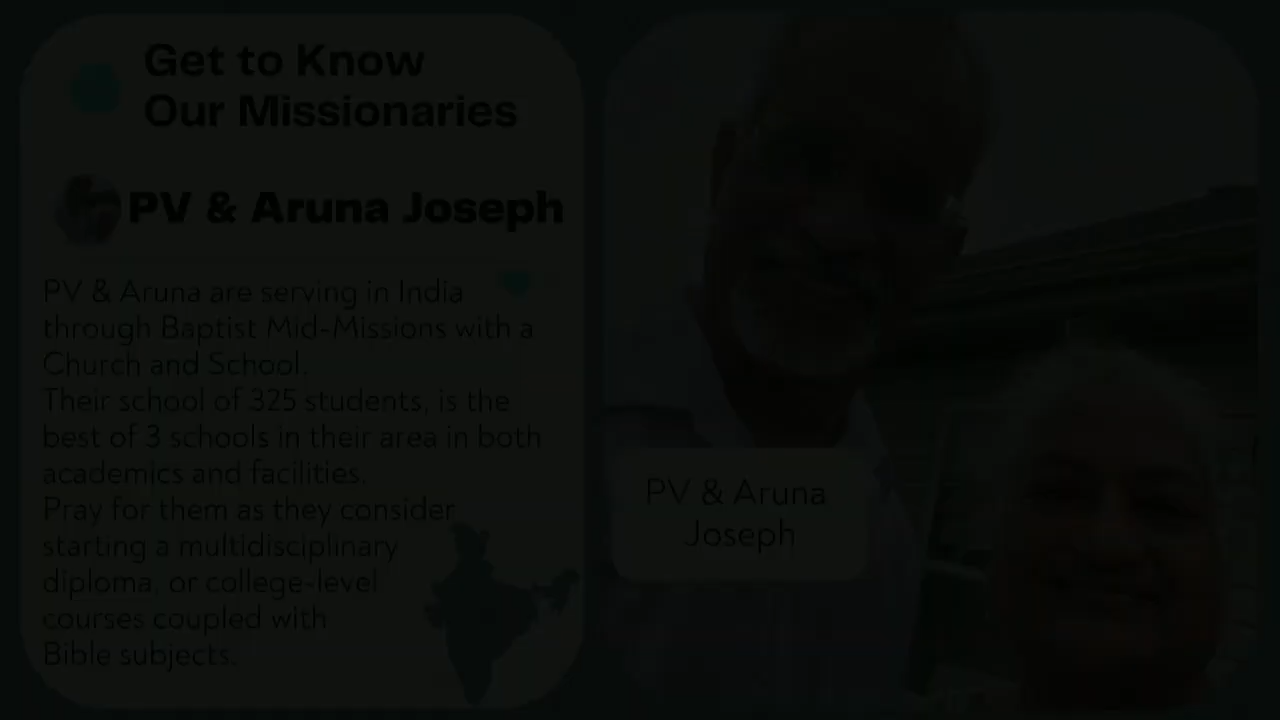 Get to Know
Our Missionaries
PV & Aruna Joseph
PV & Aruna are serving in India
through Baptist Mid-Missions with a
Church and School.
Their school of 325 students, is the
best of 3 schools in their area in both
academics and facilities.
Pray for them as they consider
starting a multidisciplinary
diploma, or college-level
courses coupled with
Bible subjects.
PV & Aruna
Joseph